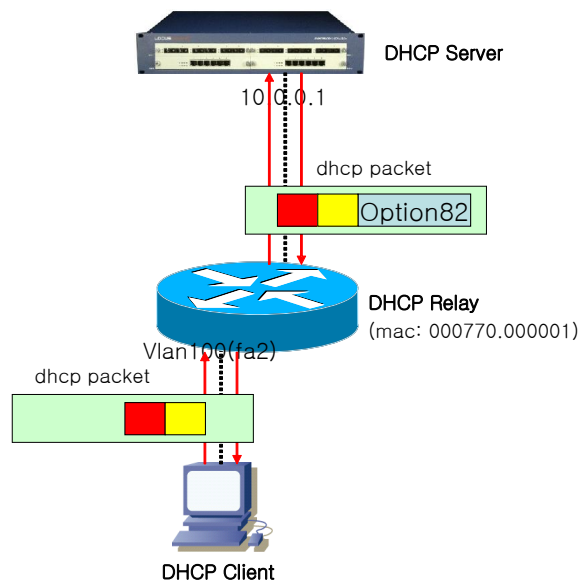 DHCP Server
10.0.0.1
dhcp packet
Option82
DHCP Relay
(mac: 000770.000001)
Vlan100(fa2)
dhcp packet
DHCP Client